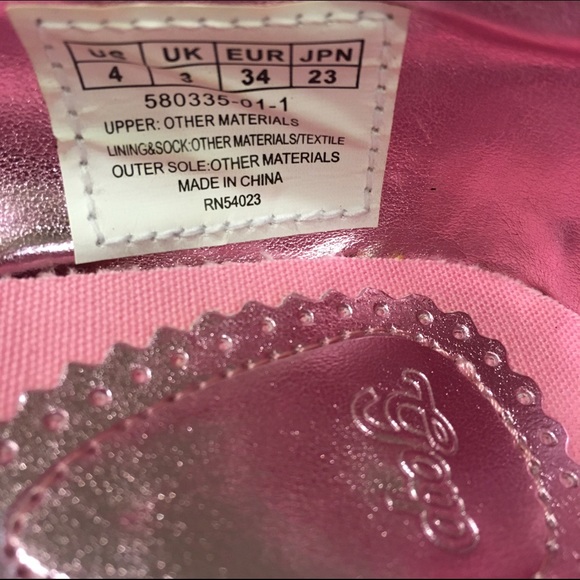 US UK EUR JPN
4 3 34 23
580335-01-1
UPPER: OTHER MATERIALS
LINING&SOCK:OTHER MATERIALS/TEXTILE
OUTER SOLE:OTHER MATERIALS
MADE IN CHINA
RN54023